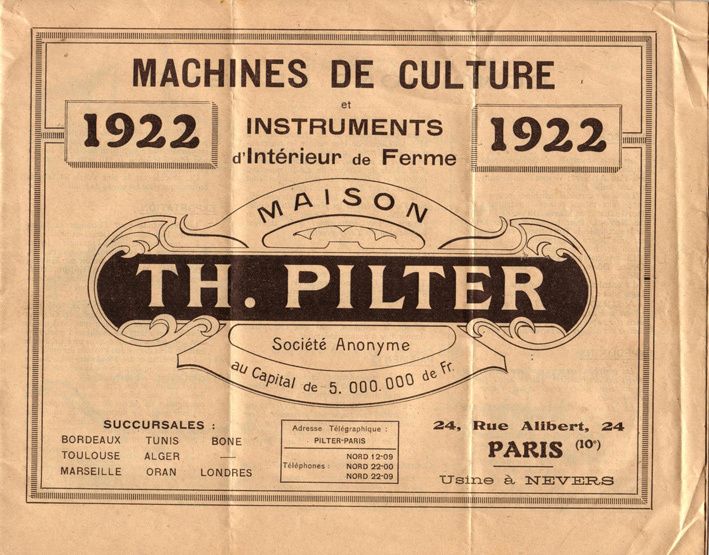 MACHINES DE CULTURE
et
1922 INSTRUMENTS 1922
d'Intérieur de Ferme
MAISON
TH. PILTER
Société Anonyme
au Capital de 5.000.000 de Fr.
SUCCURSALES :
BORDEAUX TUNIS BONE
TOULOUSE ALGER —
MARSEILLE ORAN LONDRES
Adresse Télégraphique :
PILTER-PARIS
Téléphones : NORD 12-09
NORD 22-00
NORD 22-09
24, Rue Alibert, 24
PARIS (10e)
Usine à NEVERS